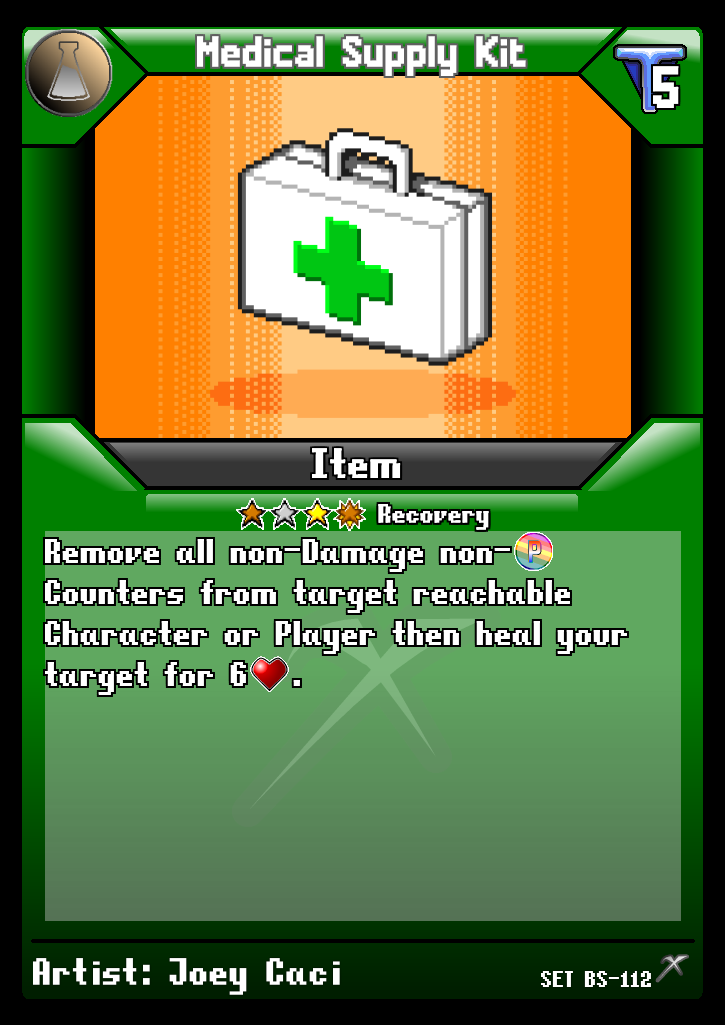 Medical Supply Kit
T5
Item
Recovery
Remove all non-Damage non-P
Counters from target reachable
Character or Player then heal your
target for 6.
Artist: Joey Caci
SET BS-112